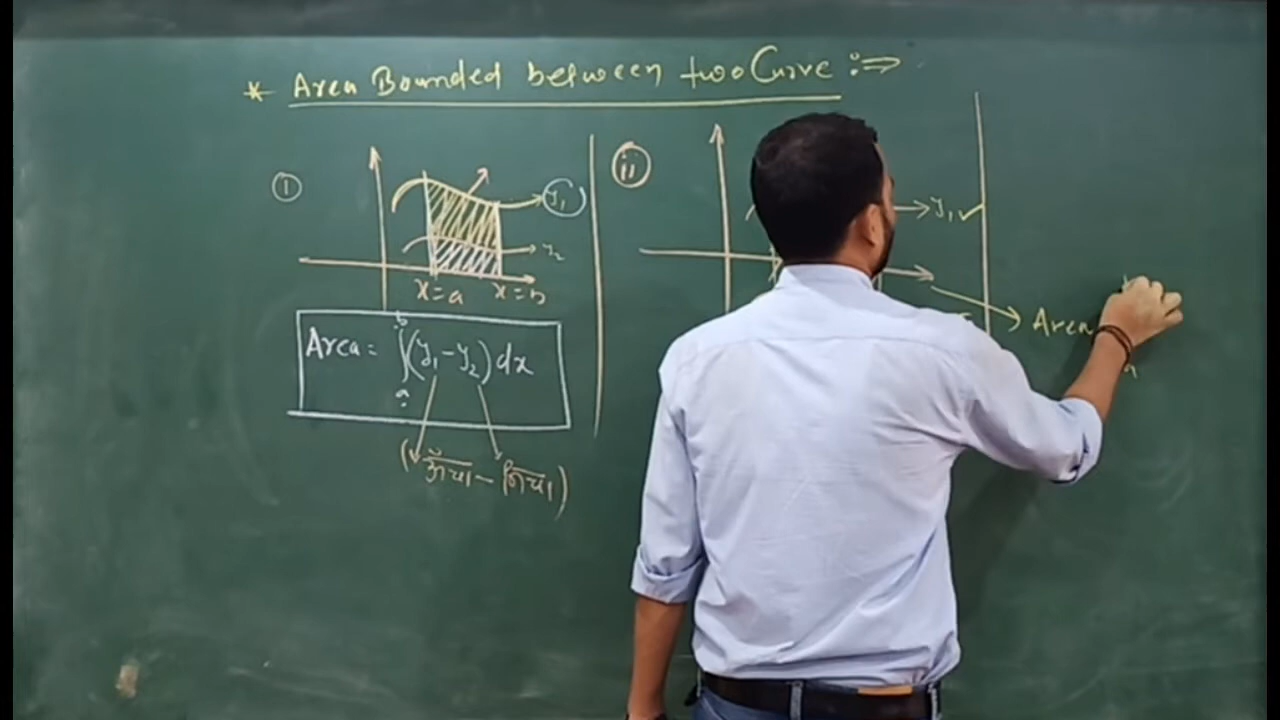 * Area Bounded between two Curve :⇒
①
y₁
y₂
x=a x=b
Area = ∫ₐᵇ (y₁ - y₂) dx
(ऊँचा - नीचा)
ii
y₁ ✓
Area
a